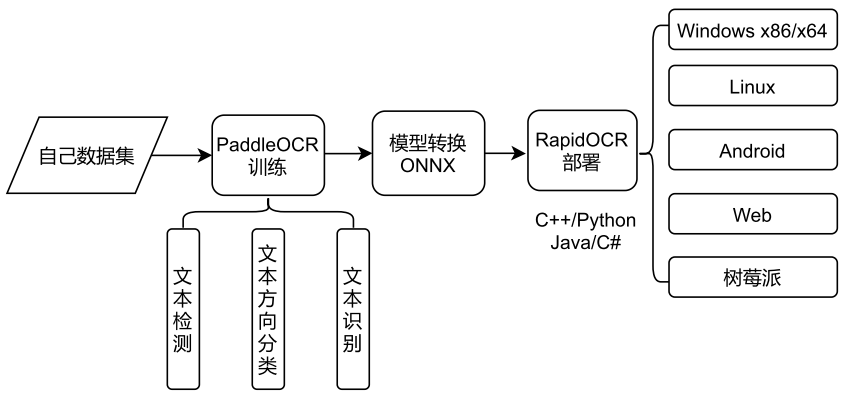 自己数据集
PaddleOCR
训练
模型转换
ONNX
RapidOCR
部署
C++/Python
Java/C#
文本检测
文本方向分类
文本识别
Windows x86/x64
Linux
Android
Web
树莓派